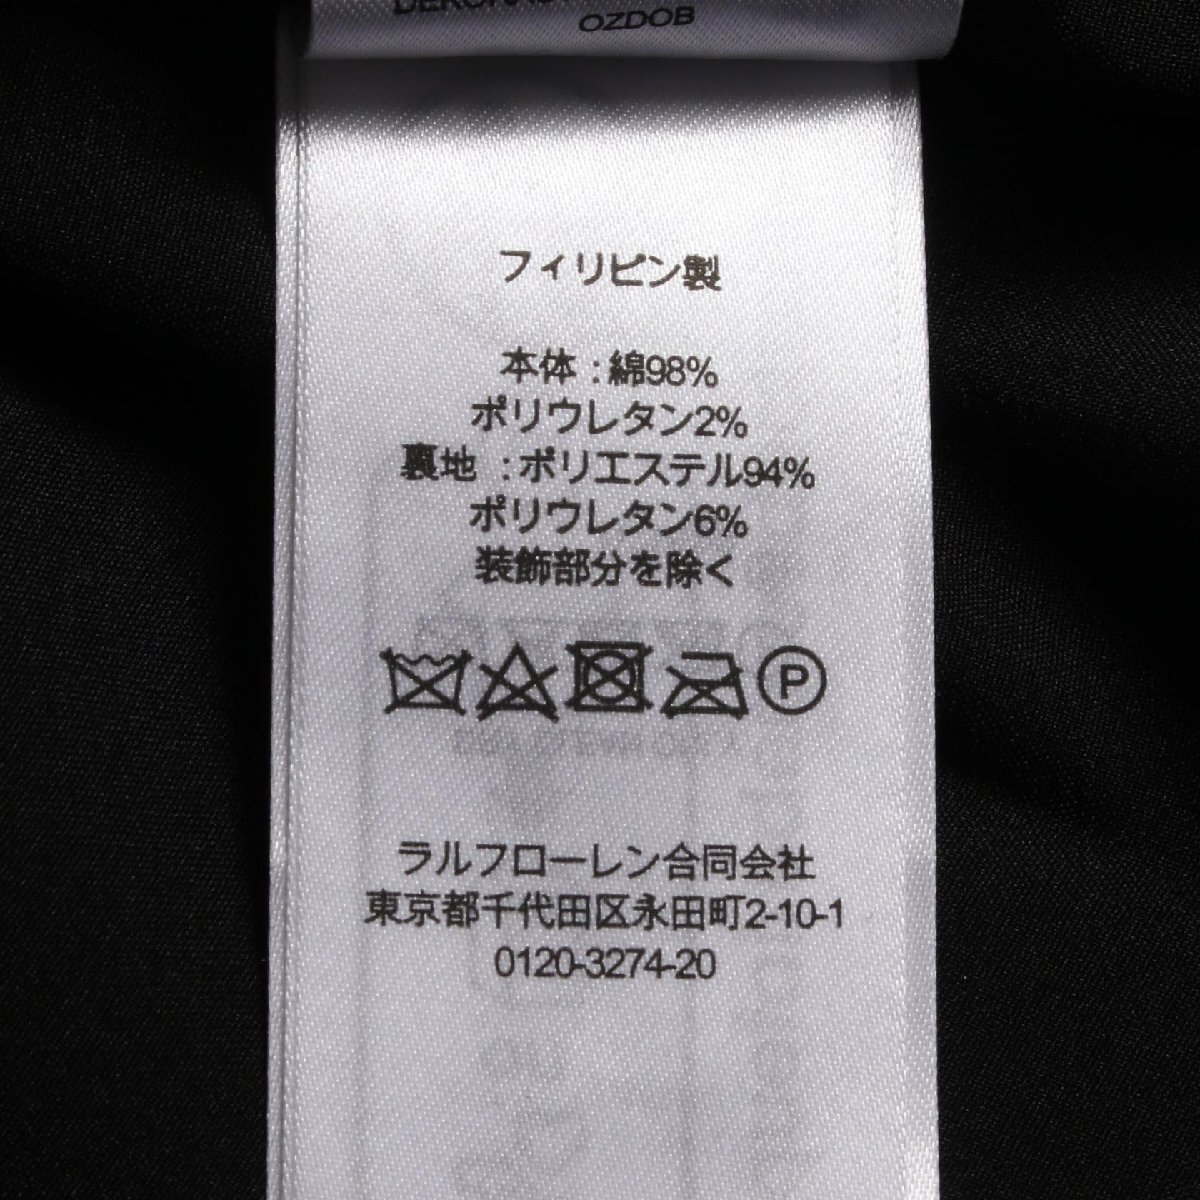 OZDOB
フィリピン製
本体 : 綿98%
ポリウレタン2%
裏地 : ポリエステル94%
ポリウレタン6%
装飾部分を除く
P
ラルフローレン合同会社
東京都千代田区永田町2-10-1
0120-3274-20